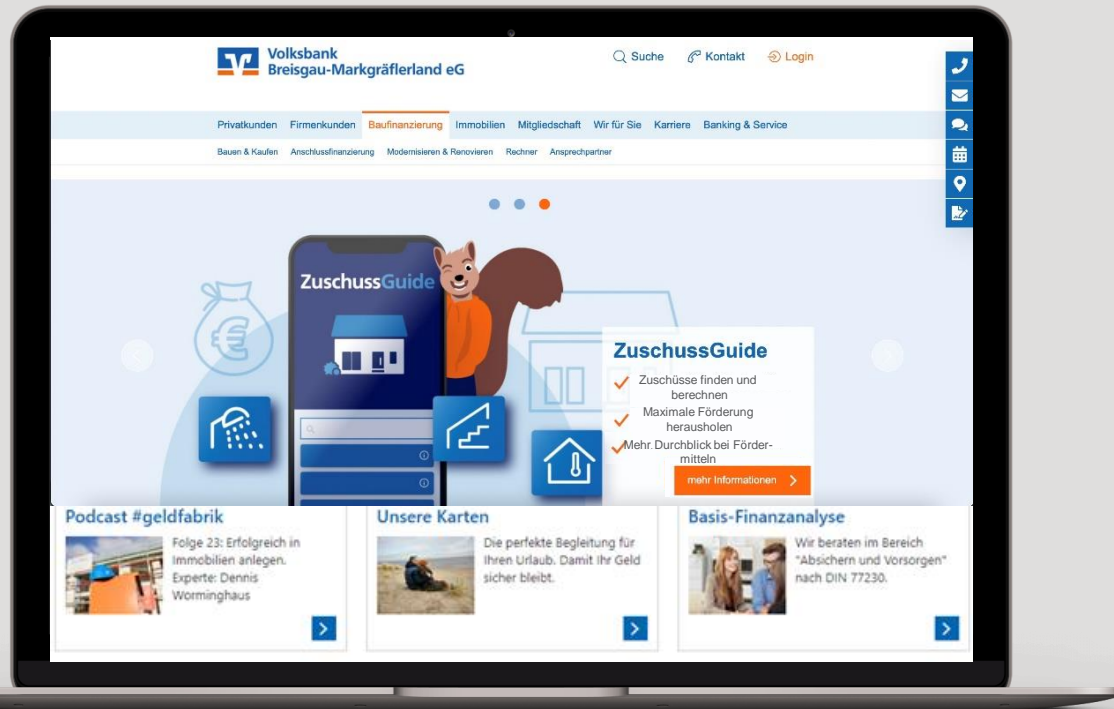 Volksbank
Breisgau-Markgräflerland eG
Suche Kontakt Login
Privatkunden Firmenkunden Baufinanzierung Immobilien Mitgliedschaft Wir für Sie Karriere Banking & Service
Bauen & Kaufen Anschlussfinanzierung Modernisieren & Renovieren Rechner Ansprechpartner
ZuschussGuide
ZuschussGuide
Zuschüsse finden und
berechnen
Maximale Förderung
herausholen
Mehr Durchblick bei Förder-
mitteln
mehr Informationen
Podcast #geldfabrik
Folge 23: Erfolgreich in
Immobilien anlegen.
Experte: Dennis
Worminghaus
Unsere Karten
Die perfekte Begleitung für
Ihren Urlaub. Damit Ihr Geld
sicher bleibt.
Basis-Finanzanalyse
Wir beraten im Bereich
"Absichern und Vorsorgen"
nach DIN 77230.